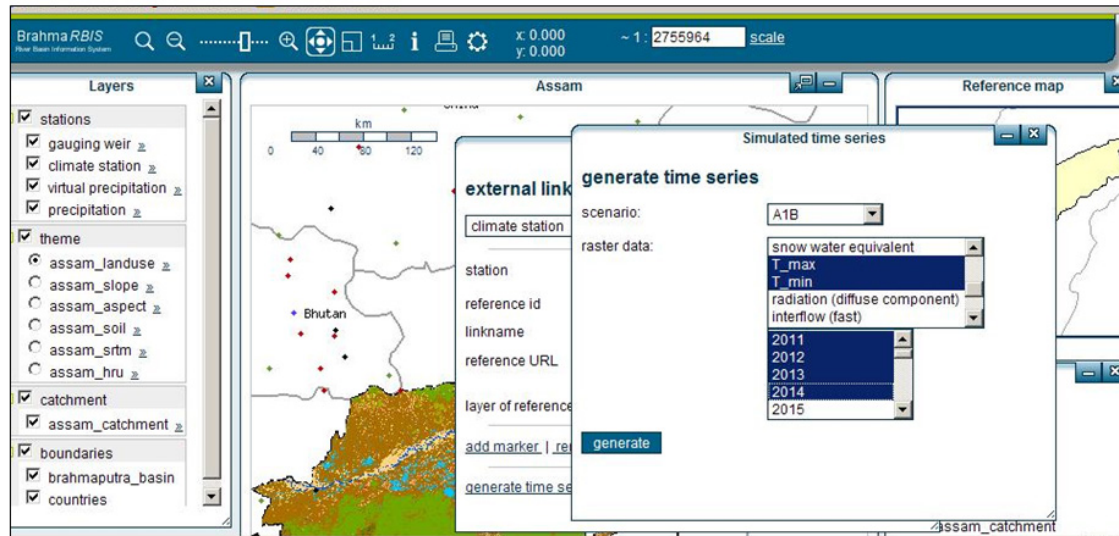 Brahma RBIS
River Basin Information System
x: 0.000
y: 0.000
~ 1 : 2755964 scale
Layers
stations
gauging weir »
climate station »
virtual precipitation »
precipitation »
theme
assam_landuse »
assam_slope »
assam_aspect »
assam_soil »
assam_srtm »
assam_hru »
catchment
assam_catchment »
boundaries
brahmaputra_basin
countries
Assam
km
0 40 80 120
Bhutan
external link
climate station
station
reference id
linkname
reference URL
layer of reference
add marker |
generate time se
Simulated time series
generate time series
scenario: A1B
raster data: snow water equivalent
T_max
T_min
radiation (diffuse component)
interflow (fast)
2011
2012
2013
2014
2015
generate
Reference map
assam_catchment